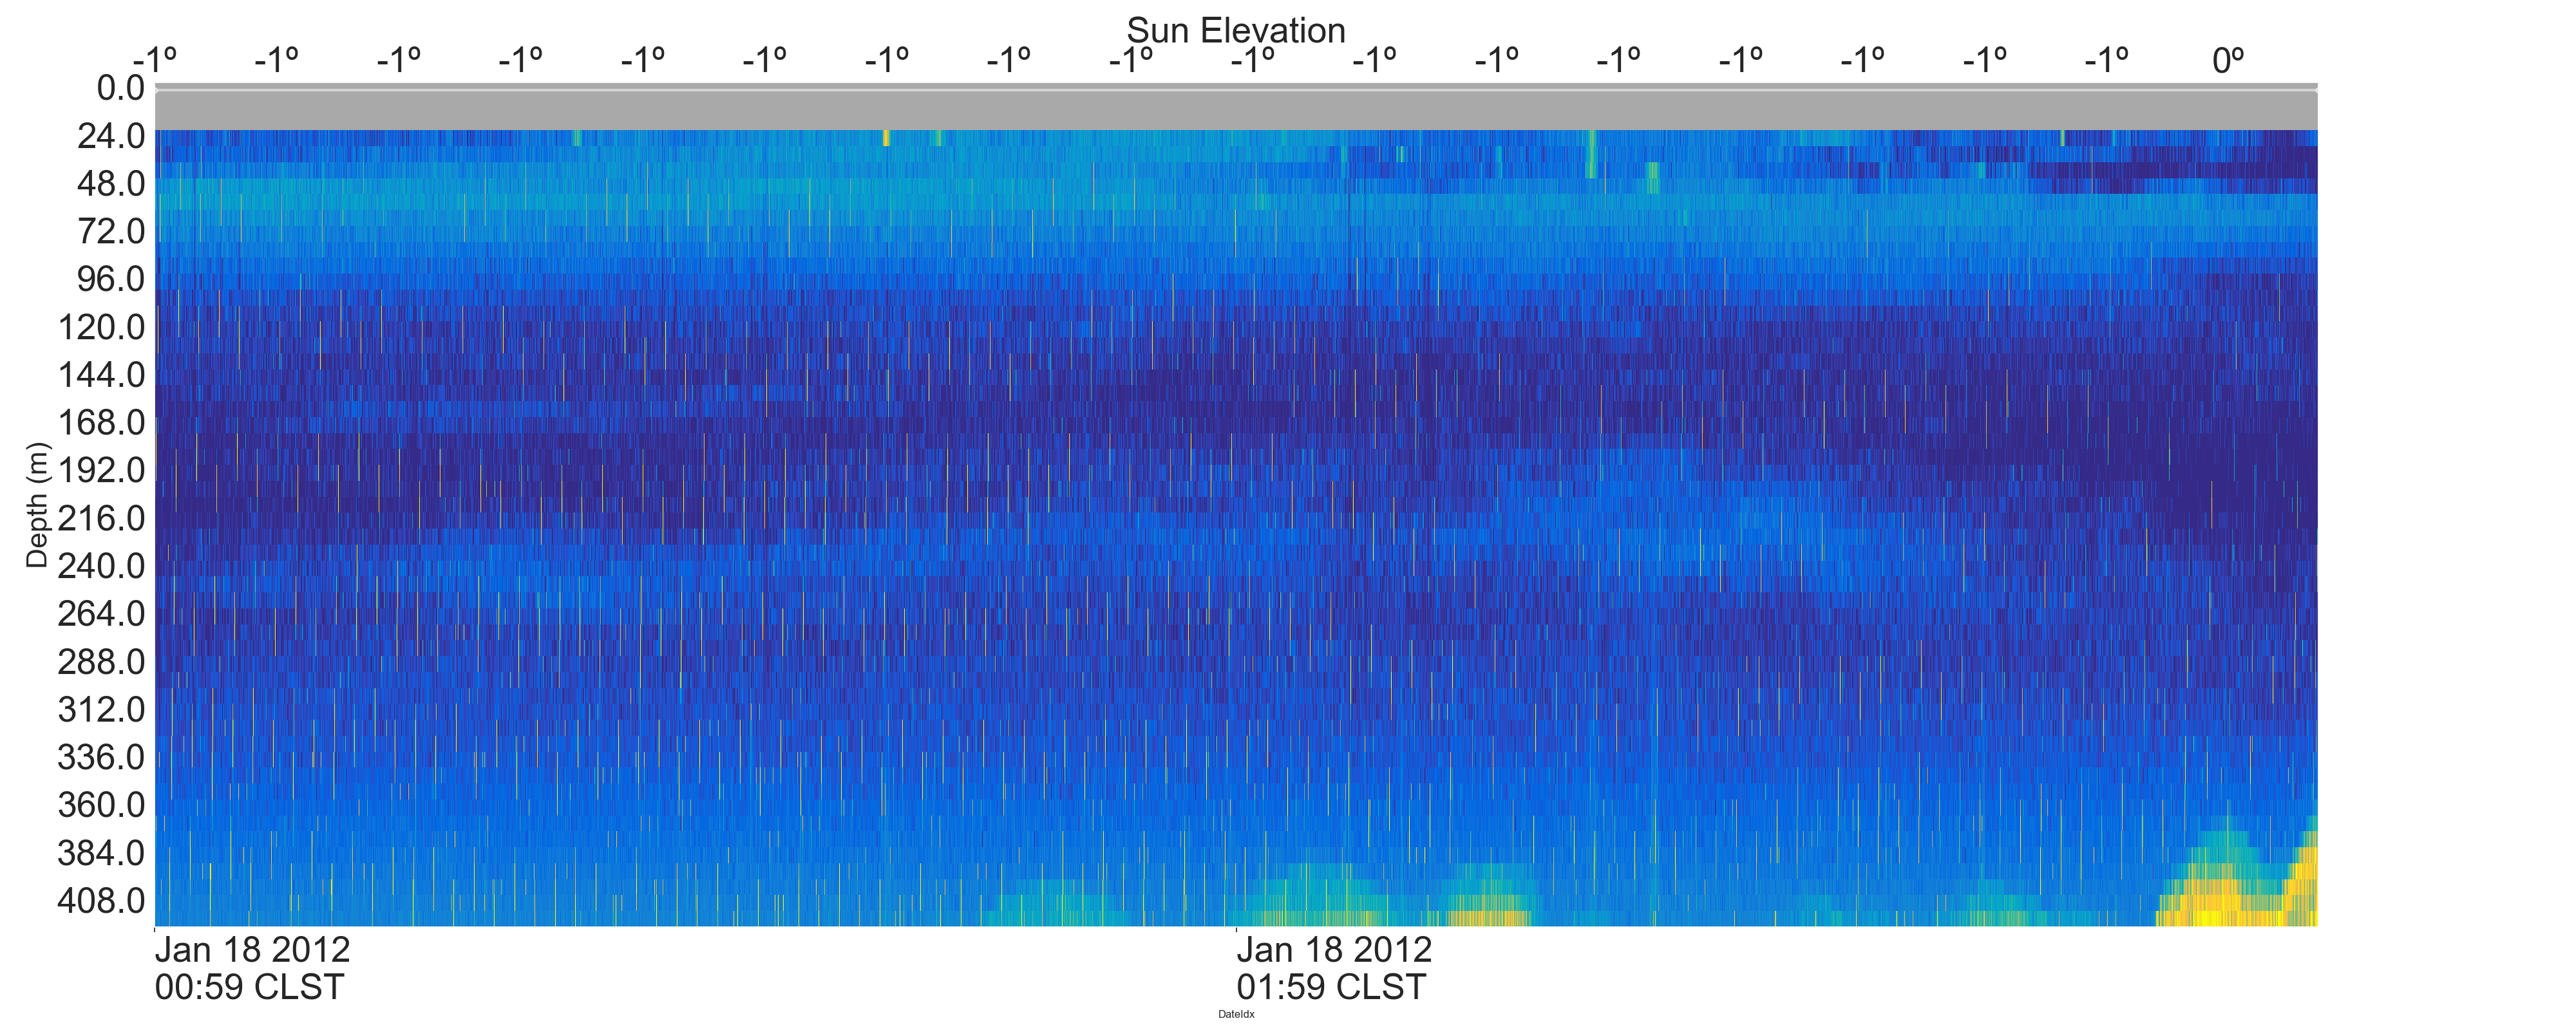 Sun Elevation
-1º -1º -1º -1º -1º -1º -1º -1º -1º -1º -1º -1º -1º -1º -1º -1º -1º 0º
0.0
24.0
48.0
72.0
96.0
120.0
144.0
168.0
192.0
216.0
240.0
264.0
288.0
312.0
336.0
360.0
384.0
408.0
Depth (m)
Jan 18 2012
00:59 CLST
Jan 18 2012
01:59 CLST
DateIdx